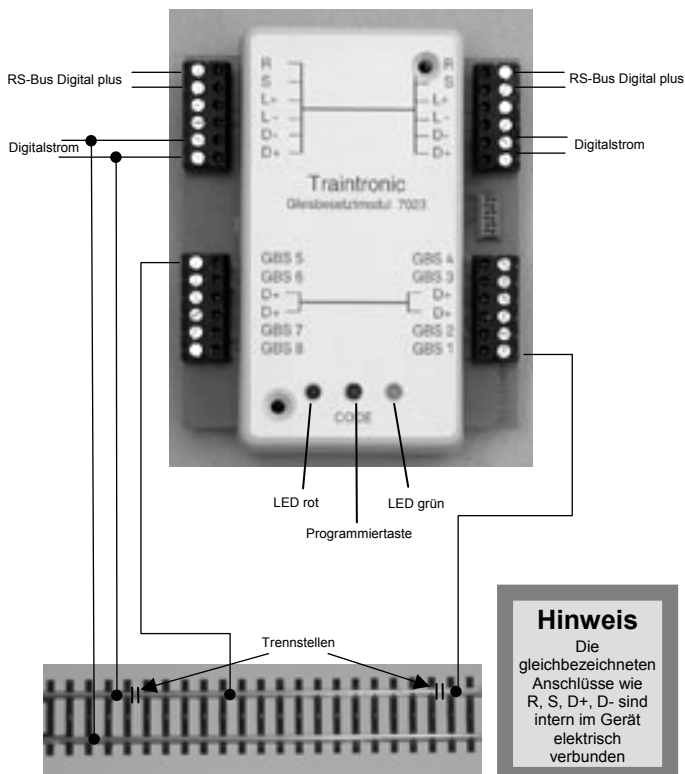 R R
S S
RS-Bus Digital plus RS-Bus Digital plus
L+ L+
L- L-
D- D-
Digitalstrom Digitalstrom
D+ D+
Traintronic
Gleisbesetztmodul 7023
GBS 5 GBS 4
GBS 6 GBS 3
D+ D+
D+ D+
GBS 7 GBS 2
GBS 8 GBS 1
CODE
LED rot LED grün
Programmiertaste
Trennstellen
Hinweis
Die
gleichbezeichneten
Anschlüsse wie
R, S, D+, D- sind
intern im Gerät
elektrisch
verbunden